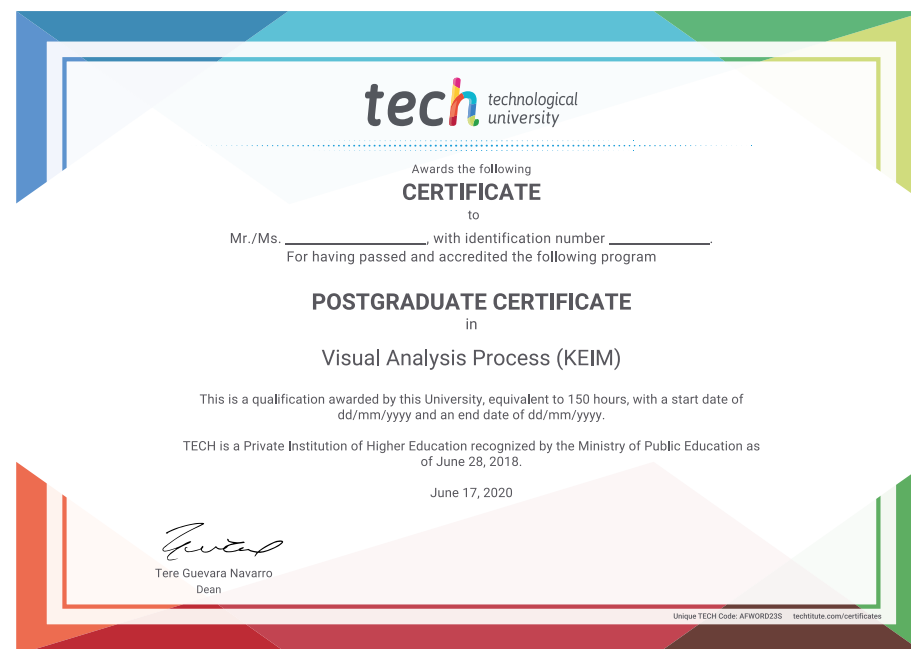 tech technological
university
Awards the following
CERTIFICATE
to
Mr./Ms. ____________________, with identification number ______________.
For having passed and accredited the following program
POSTGRADUATE CERTIFICATE
in
Visual Analysis Process (KEIM)
This is a qualification awarded by this University, equivalent to 150 hours, with a start date of
dd/mm/yyyy and an end date of dd/mm/yyyy.
TECH is a Private Institution of Higher Education recognized by the Ministry of Public Education as
of June 28, 2018.
June 17, 2020
Tere Guevara Navarro
Dean
Unique TECH Code: AFWORD23S techtitute.com/certificates